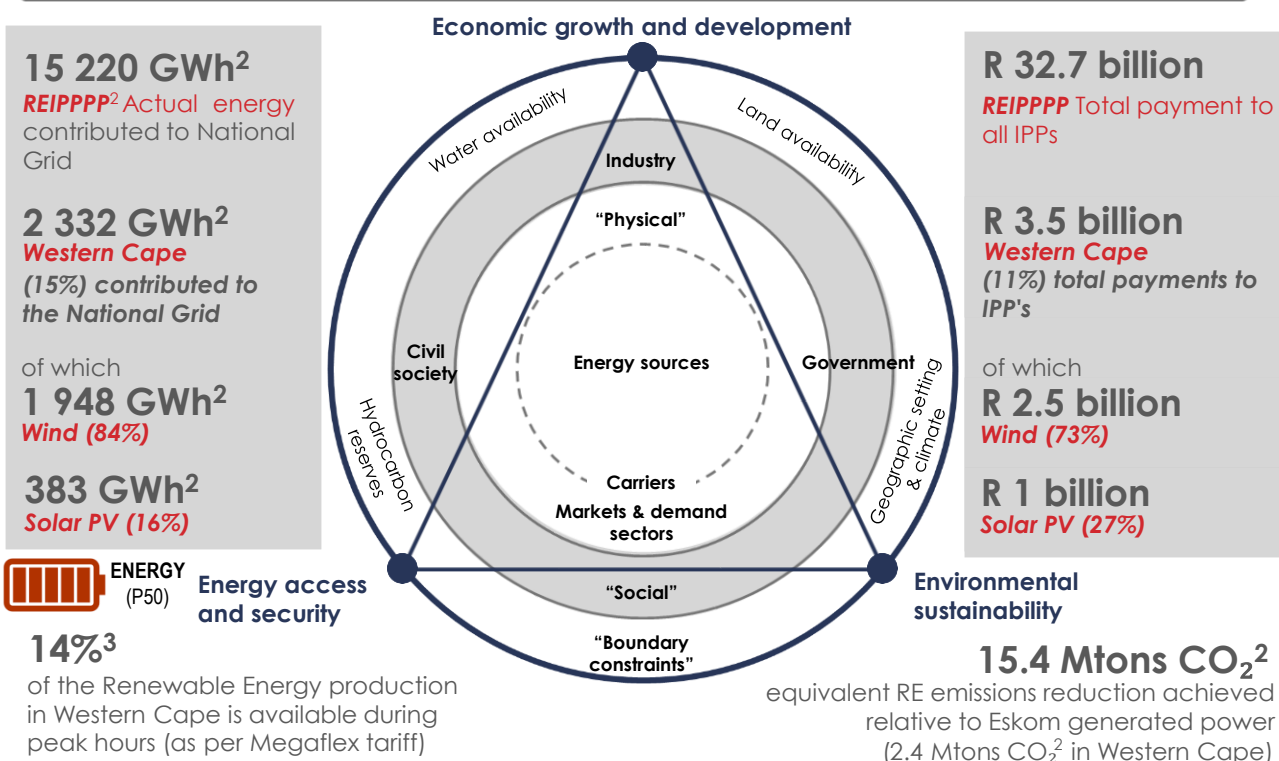 Economic growth and development
15 220 GWh²
REIPPPP² Actual energy
contributed to National
Grid
2 332 GWh²
Western Cape
(15%) contributed to
the National Grid
of which
1 948 GWh²
Wind (84%)
383 GWh²
Solar PV (16%)
Water availability
Land availability
Industry
“Physical”
Civil
society
Energy sources
Government
Hydrocarbon
reserves
Geographic setting
& climate
Carriers
Markets & demand
sectors
“Social”
“Boundary
constraints”
R 32.7 billion
REIPPPP Total payment to
all IPPs
R 3.5 billion
Western Cape
(11%) total payments to
IPP's
of which
R 2.5 billion
Wind (73%)
R 1 billion
Solar PV (27%)
ENERGY
(P50)
Energy access
and security
14%³
of the Renewable Energy production
in Western Cape is available during
peak hours (as per Megaflex tariff)
Environmental
sustainability
15.4 Mtons CO₂²
equivalent RE emissions reduction achieved
relative to Eskom generated power
(2.4 Mtons CO₂² in Western Cape)